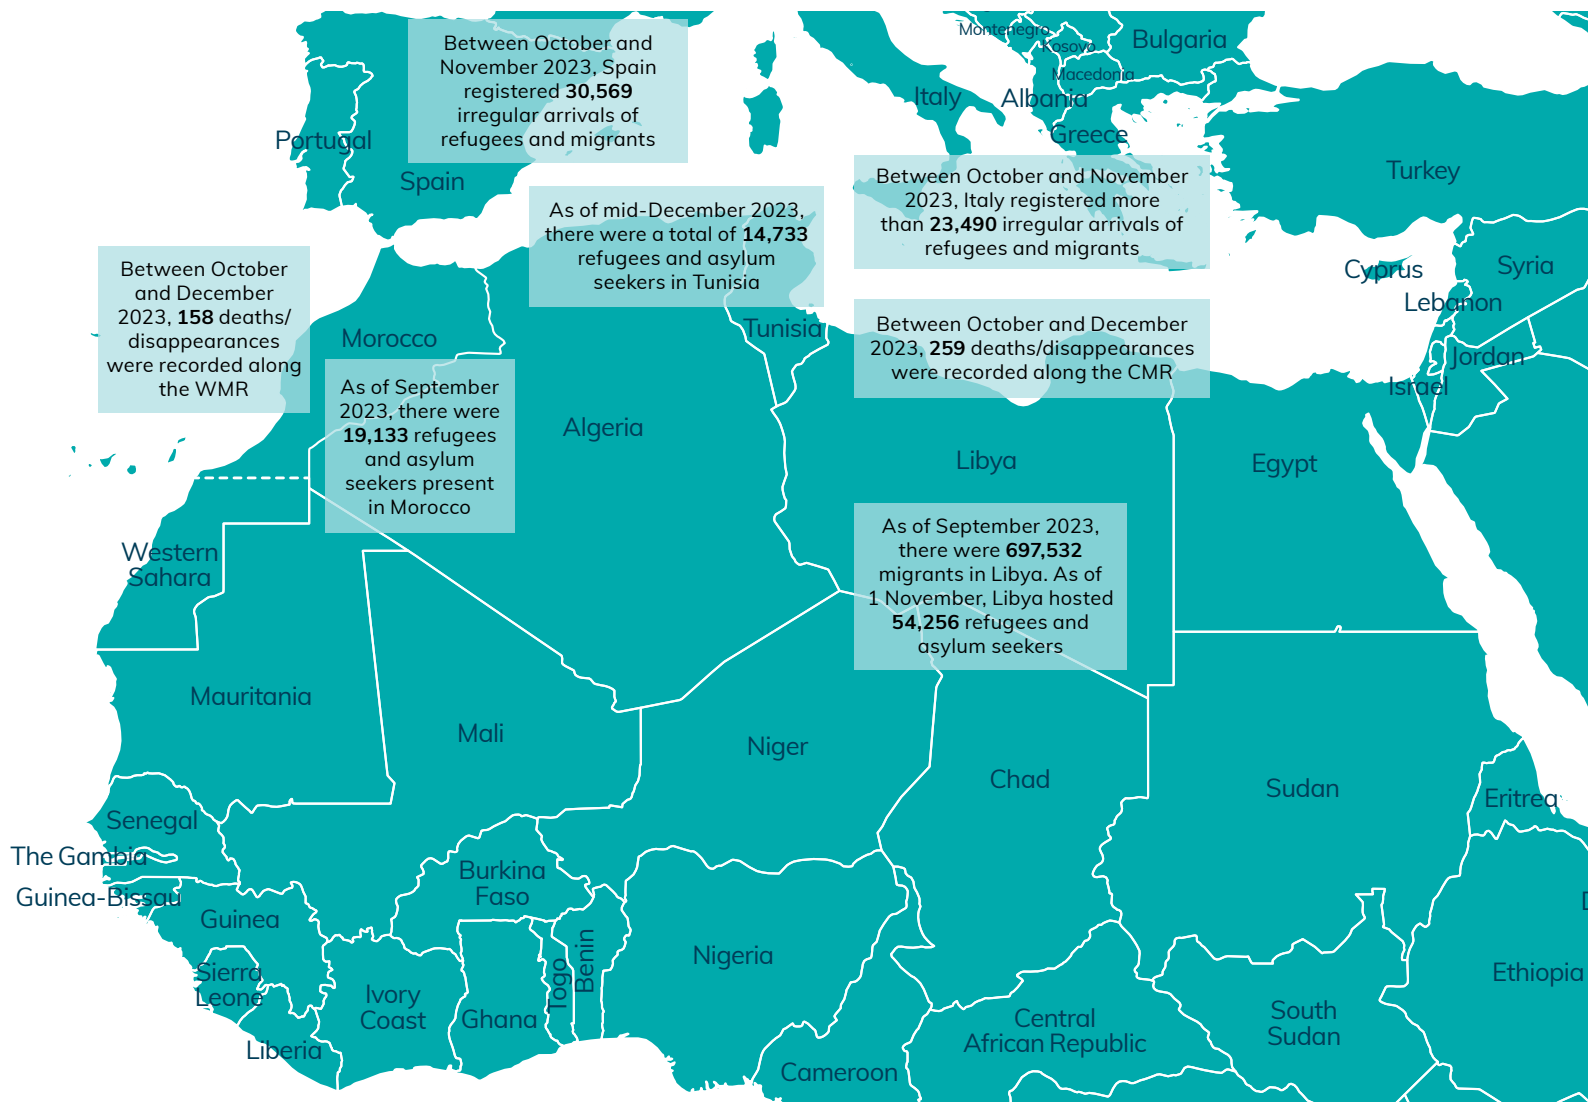 Between October and
November 2023, Spain
registered 30,569
irregular arrivals of
refugees and migrants
Montenegro
Kosovo
Bulgaria
Macedonia
Italy
Albania
Greece
Portugal
Spain
Turkey
Between October and November
2023, Italy registered more
than 23,490 irregular arrivals of
refugees and migrants
As of mid-December 2023,
there were a total of 14,733
refugees and asylum
seekers in Tunisia
Between October
and December
2023, 158 deaths/
disappearances
were recorded along
the WMR
Cyprus
Syria
Lebanon
Morocco
Tunisia
Between October and December
2023, 259 deaths/disappearances
were recorded along the CMR
Jordan
Israel
As of September
2023, there were
19,133 refugees
and asylum
seekers present
in Morocco
Algeria
Libya
Egypt
As of September 2023,
there were 697,532
migrants in Libya. As of
1 November, Libya hosted
54,256 refugees and
asylum seekers
Western
Sahara
Mauritania
Mali
Niger
Chad
Sudan
Eritrea
Senegal
The Gambia
Guinea-Bissau
Guinea
Burkina
Faso
Sierra
Leone
Liberia
Ivory
Coast
Ghana
Togo
Benin
Nigeria
Cameroon
Central
African Republic
South
Sudan
Ethiopia